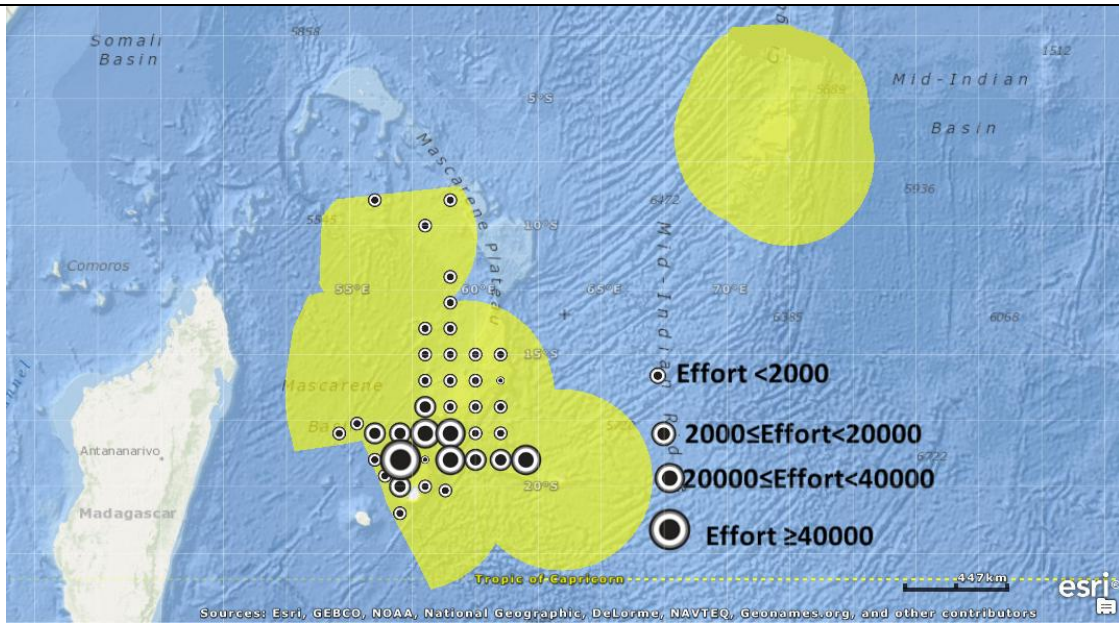 Somali
Basin
5858
1512
Mid-Indian
Basin
5°S
Mascarene Plateau
5936
6472
10°S
Comoros
55°E
60°E
65°E
70°E
Mid-Indian
6385
6068
15°S
Effort <2000
Mascarene
2000≤Effort<20000
Antananarivo
6722
20000≤Effort<40000
20°S
Madagascar
Effort ≥40000
Tropic of Capricorn
447km
esri
Sources: Esri, GEBCO, NOAA, National Geographic, DeLorme, NAVTEQ, Geonames.org, and other contributors